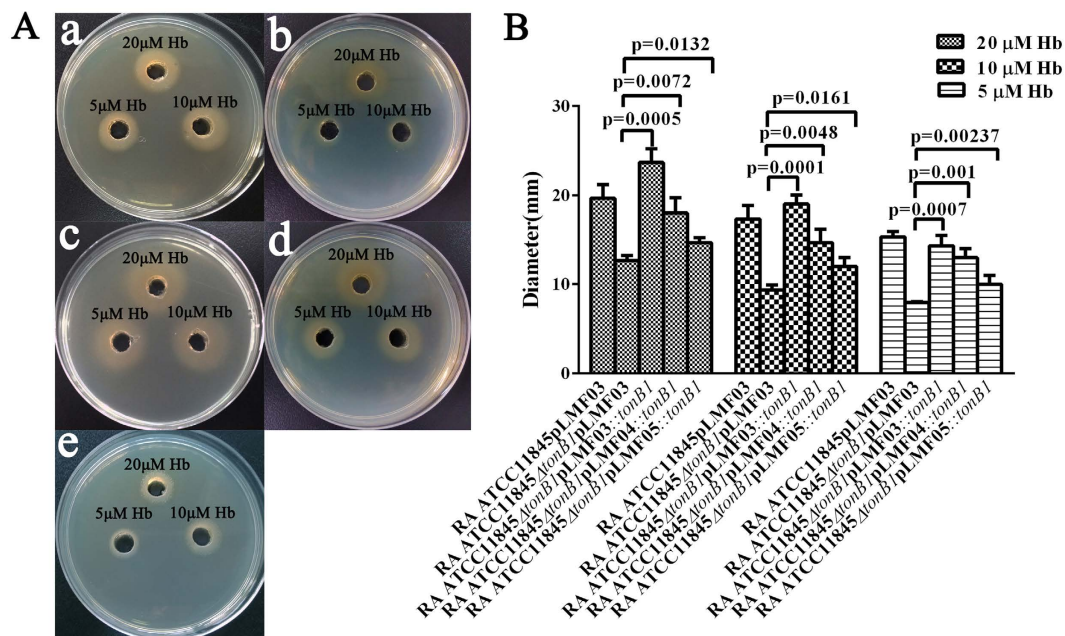 A
a
20μM Hb
5μM Hb
10μM Hb
b
20μM Hb
5μM Hb
10μM Hb
c
20μM Hb
5μM Hb
10μM Hb
d
20μM Hb
5μM Hb
10μM Hb
e
20μM Hb
5μM Hb
10μM Hb
B
20 μM Hb
10 μM Hb
5 μM Hb
p=0.0132
p=0.0072
p=0.0005
p=0.0161
p=0.0048
p=0.0001
p=0.00237
p=0.001
p=0.0007
Diameter(mm)
30
20
10
0
RA ATCC11845pLMF03
RA ATCC11845ΔtonB1pLMF03
RA ATCC11845ΔtonB1pLMF03::tonB1
RA ATCC11845ΔtonB1pLMF04::tonB1
RA ATCC11845ΔtonB1pLMF05::tonB1
RA ATCC11845pLMF03
RA ATCC11845ΔtonB1pLMF03
RA ATCC11845ΔtonB1pLMF03::tonB1
RA ATCC11845ΔtonB1pLMF04::tonB1
RA ATCC11845ΔtonB1pLMF05::tonB1
RA ATCC11845pLMF03
RA ATCC11845ΔtonB1pLMF03
RA ATCC11845ΔtonB1pLMF03::tonB1
RA ATCC11845ΔtonB1pLMF04::tonB1
RA ATCC11845ΔtonB1pLMF05::tonB1